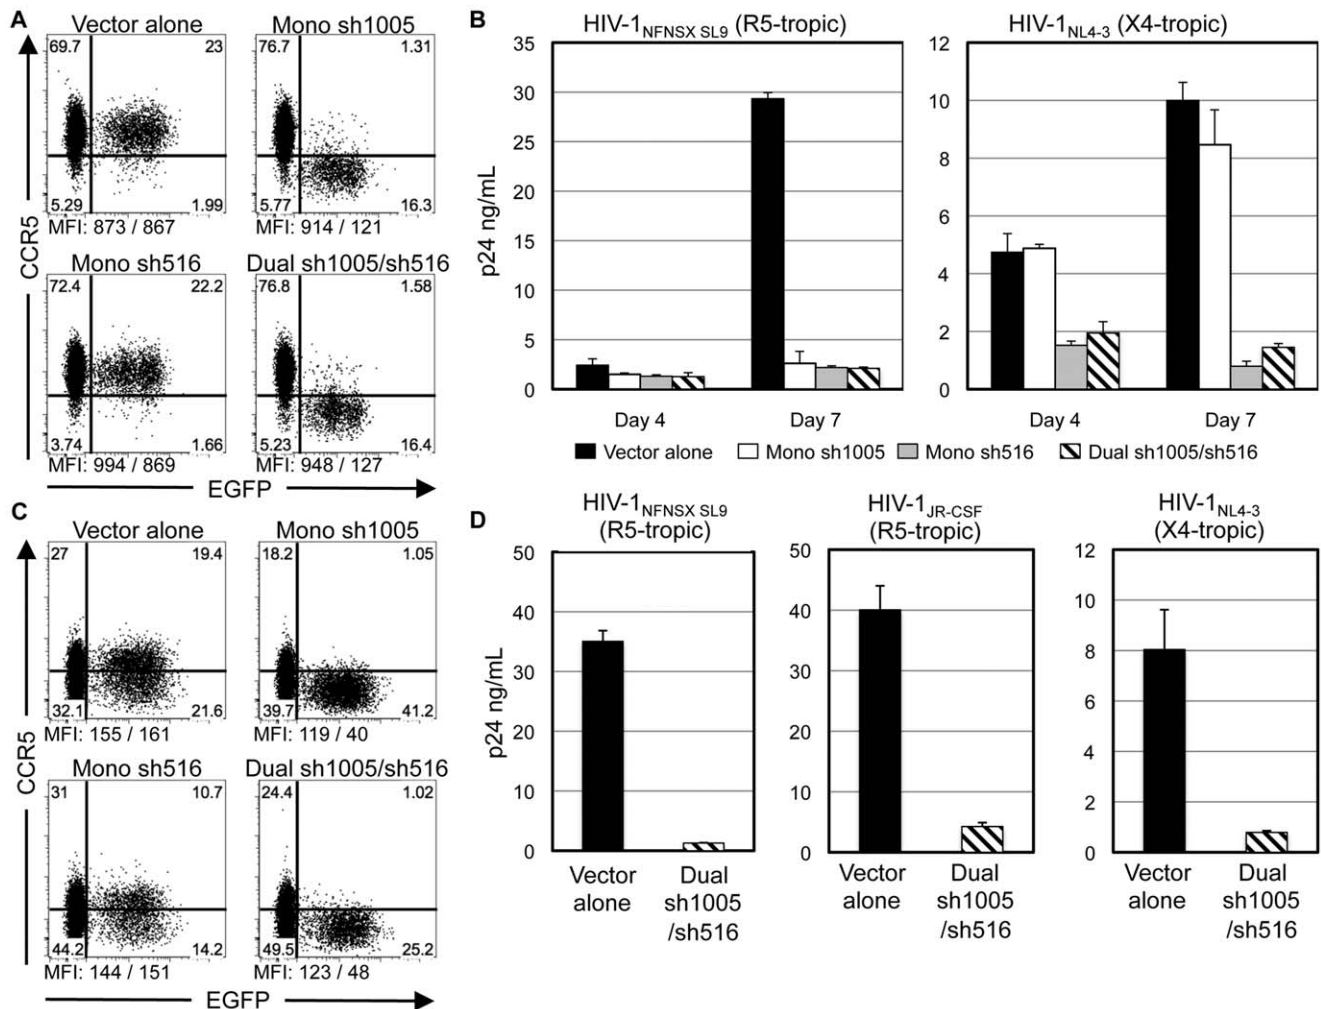 A
Vector alone
69.7 23
5.29 1.99
MFI: 873 / 867
Mono sh1005
76.7 1.31
5.77 16.3
MFI: 914 / 121
Mono sh516
72.4 22.2
3.74 1.66
MFI: 994 / 869
Dual sh1005/sh516
76.8 1.58
5.23 16.4
MFI: 948 / 127
CCR5
EGFP
B
HIV-1NFNSX SL9 (R5-tropic)
p24 ng/mL
35
30
25
20
15
10
5
0
Day 4 Day 7
HIV-1NL4-3 (X4-tropic)
12
10
8
6
4
2
0
Day 4 Day 7
Vector alone Mono sh1005 Mono sh516 Dual sh1005/sh516
C
Vector alone
27 19.4
32.1 21.6
MFI: 155 / 161
Mono sh1005
18.2 1.05
39.7 41.2
MFI: 119 / 40
Mono sh516
31 10.7
44.2 14.2
MFI: 144 / 151
Dual sh1005/sh516
24.4 1.02
49.5 25.2
MFI: 123 / 48
CCR5
EGFP
D
HIV-1NFNSX SL9
(R5-tropic)
p24 ng/mL
50
40
30
20
10
0
Vector
alone
Dual
sh1005
/sh516
HIV-1JR-CSF
(R5-tropic)
50
40
30
20
10
0
Vector
alone
Dual
sh1005
/sh516
HIV-1NL4-3
(X4-tropic)
12
10
8
6
4
2
0
Vector
alone
Dual
sh1005
/sh516